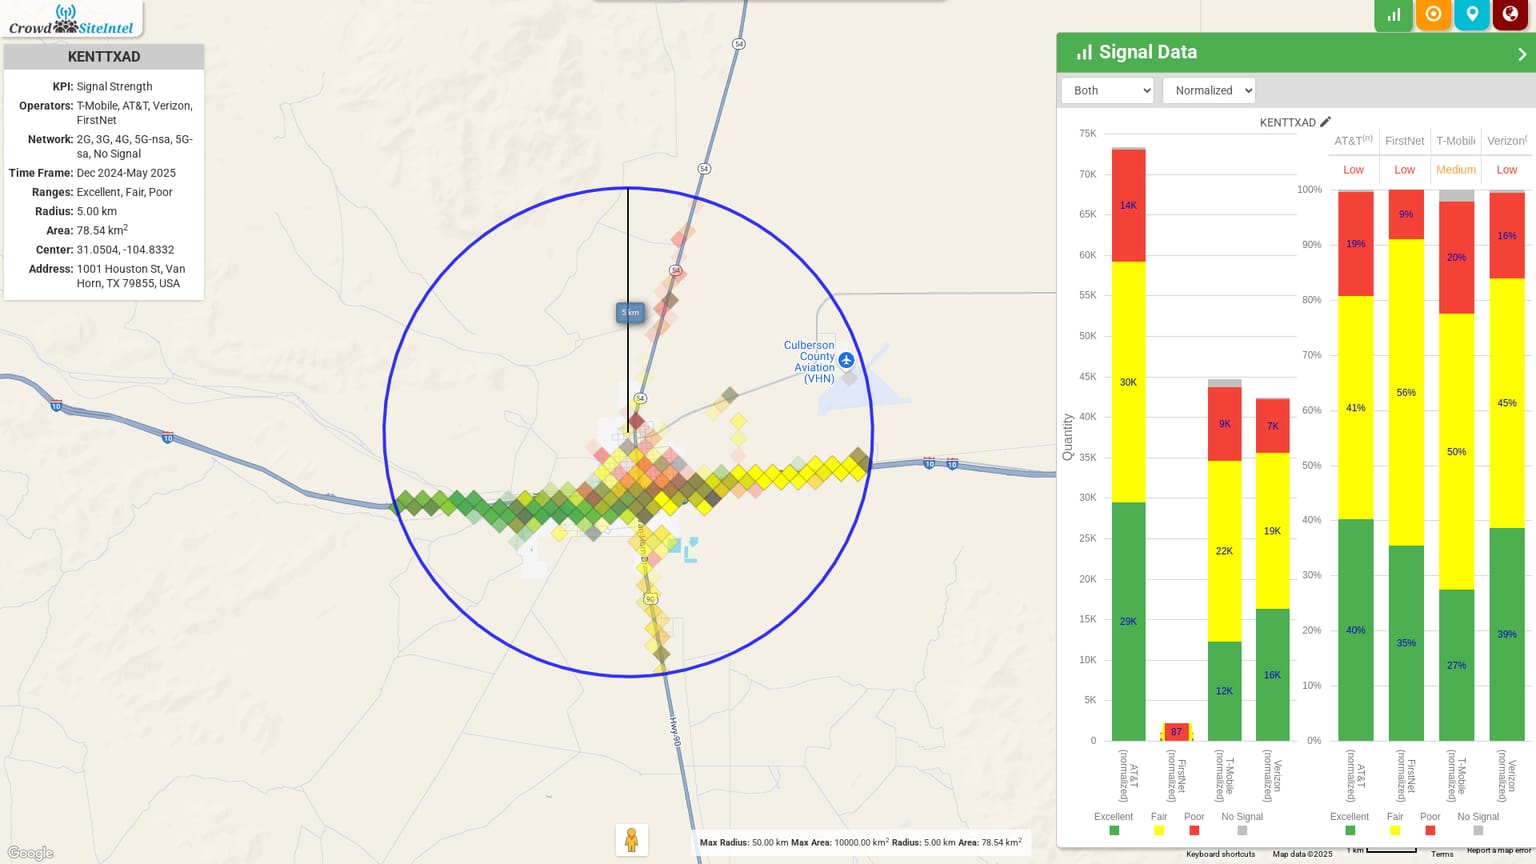 CrowdSiteIntel
KENTTXAD
KPI: Signal Strength
Operators: T-Mobile, AT&T, Verizon,
FirstNet
Network: 2G, 3G, 4G, 5G-nsa, 5G-
sa, No Signal
Time Frame: Dec 2024-May 2025
Ranges: Excellent, Fair, Poor
Radius: 5.00 km
Area: 78.54 km2
Center: 31.0504, -104.8332
Address: 1001 Houston St, Van
Horn, TX 79855, USA
54
54
54
5 km
54
Culberson
County
Aviation
(VHN)
10
10
10
10
90
Hwy 90
Google
Max Radius: 50.00 km Max Area: 10000.00 km2 Radius: 5.00 km Area: 78.54 km2
Signal Data
Both
Normalized
KENTTXAD
75K
70K
65K
60K
55K
50K
45K
40K
35K
30K
25K
20K
15K
10K
5K
0
Quantity
14K
30K
29K
87
9K
22K
12K
7K
19K
16K
AT&T
(normalized)
FirstNet
(normalized)
T-Mobile
(normalized)
Verizon
(normalized)
Excellent
Fair
Poor
No Signal
AT&T(n)
FirstNet
T-Mobile
Verizon(
Low
Low
Medium
Low
100%
90%
80%
70%
60%
50%
40%
30%
20%
10%
0%
19%
41%
40%
9%
56%
35%
20%
50%
27%
16%
45%
39%
AT&T
(normalized)
FirstNet
(normalized)
T-Mobile
(normalized)
Verizon
(normalized)
Excellent
Fair
Poor
No Signal
Keyboard shortcuts
Map data ©2025
1 km
Terms
Report a map error